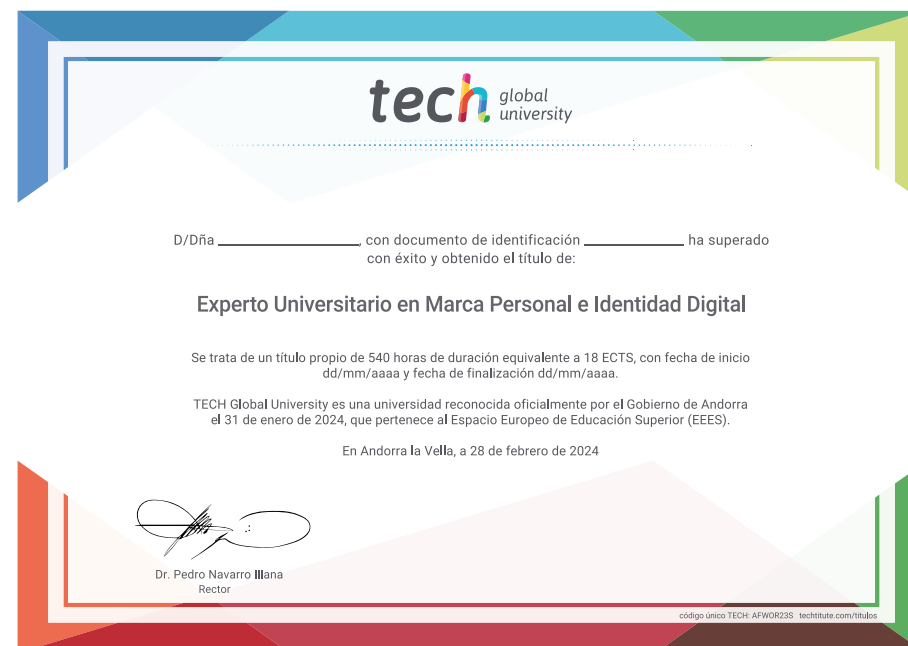 tech global
university
D/Dña ____________________, con documento de identificación ______________ ha superado
con éxito y obtenido el título de:
Experto Universitario en Marca Personal e Identidad Digital
Se trata de un título propio de 540 horas de duración equivalente a 18 ECTS, con fecha de inicio
dd/mm/aaaa y fecha de finalización dd/mm/aaaa.
TECH Global University es una universidad reconocida oficialmente por el Gobierno de Andorra
el 31 de enero de 2024, que pertenece al Espacio Europeo de Educación Superior (EEES).
En Andorra la Vella, a 28 de febrero de 2024
Dr. Pedro Navarro Illana
Rector
código único TECH: AFWOR23S techtitute.com/titulos